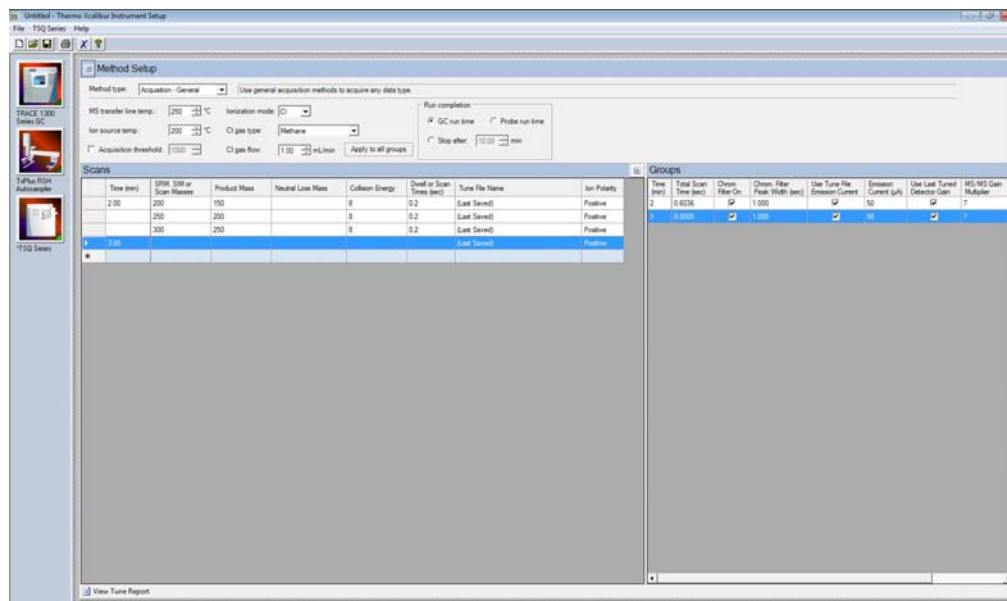 Untitled - Thermo Xcalibur Instrument Setup
File TSQ Series Help
TRACE 1300 Series GC
TriPlus RSH Autosampler
*TSQ Series
Method Setup
Method type: Acquisition - General Use general acquisition methods to acquire any data type.
MS transfer line temp.: 250 °C Ionization mode: CI
Ion source temp.: 200 °C CI gas type: Methane
Acquisition threshold: 1000 CI gas flow: 1.00 mL/min Apply to all groups
Run completion
GC run time Probe run time
Stop after: 10.00 min
Scans
Time (min) SRM, SIM or Scan Masses Product Mass Neutral Loss Mass Collision Energy Dwell or Scan Times (sec) Tune File Name Ion Polarity
2.00 200 150 8 0.2 (Last Saved) Positive
250 200 8 0.2 (Last Saved) Positive
300 250 8 0.2 (Last Saved) Positive
3.00 (Last Saved) Positive
Groups
Time (min) Total Scan Time (sec) Chrom. Filter On Chrom. Filter Peak Width (sec) Use Tune File Emission Current Emission Current (µA) Use Last Tuned Detector Gain MS/MS Gain Multiplier
2 0.6036 1.000 50 7
3 0.0000 1.000 50 7
View Tune Report